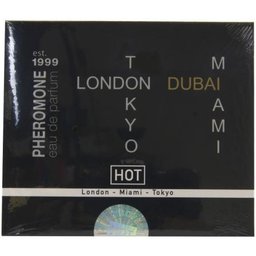 est.
1999
PHEROMONE
eau de parfum
TOKYO
LONDON
DUBAI
MIAMI
HOT
London - Miami - Tokyo